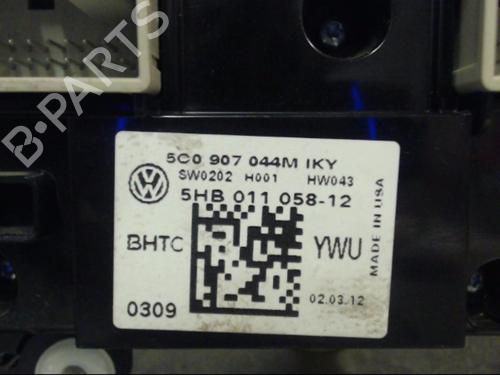 B-PARTS
5C0 907 044M IKY
SW0202 H001 HW043
5HB 011 058-12
BHTC YWU
MADE IN USA
0309 02.03.12